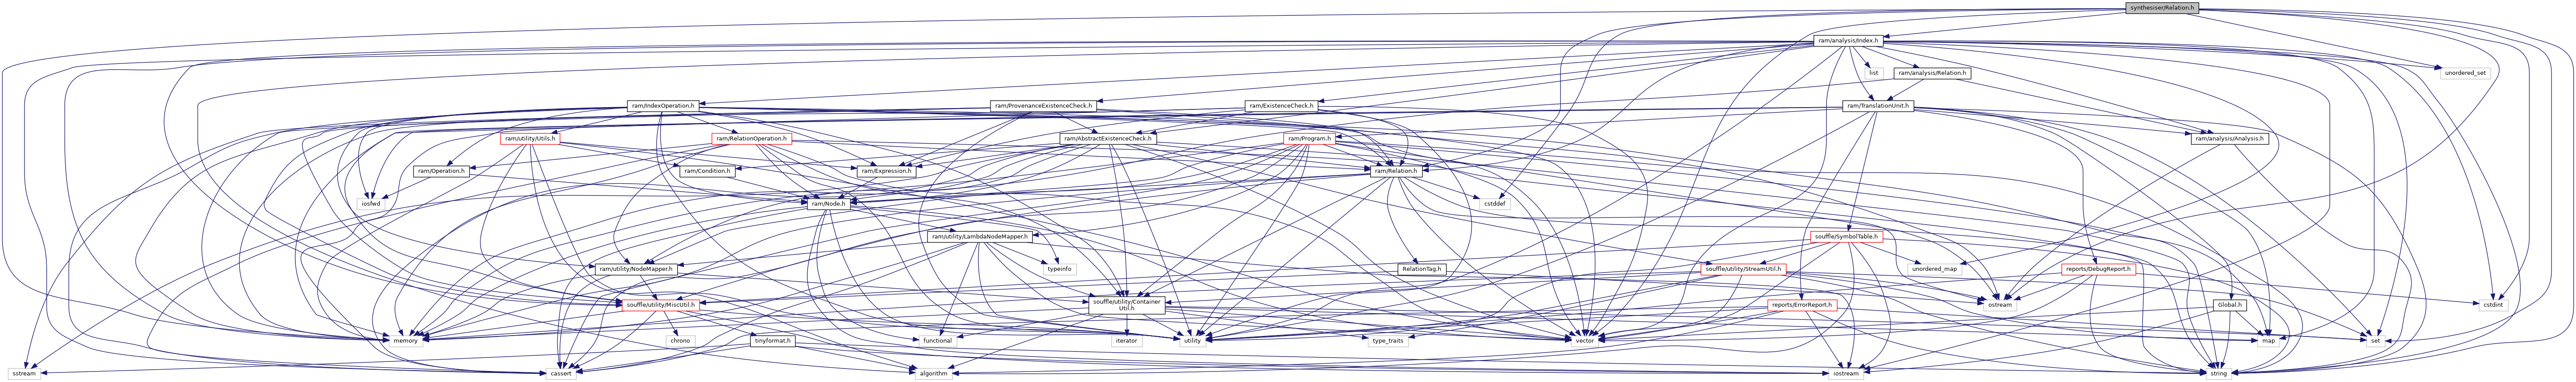 synthesiser/Relation.h
ram/analysis/Index.h
list
ram/analysis/Relation.h
unordered_set
ram/IndexOperation.h
ram/ProvenanceExistenceCheck.h
ram/ExistenceCheck.h
ram/TranslationUnit.h
ram/utility/Utils.h
ram/RelationOperation.h
ram/AbstractExistenceCheck.h
ram/Program.h
ram/analysis/Analysis.h
ram/Operation.h
ram/Condition.h
ram/Expression.h
ram/Relation.h
iosfwd
ram/Node.h
cstddef
ram/utility/LambdaNodeMapper.h
souffle/SymbolTable.h
ram/utility/NodeMapper.h
typeinfo
RelationTag.h
souffle/utility/StreamUtil.h
unordered_map
reports/DebugReport.h
souffle/utility/MiscUtil.h
souffle/utility/Container
Util.h
reports/ErrorReport.h
ostream
Global.h
cstdint
memory
chrono
tinyformat.h
functional
iterator
utility
type_traits
vector
map
set
map
set
sstream
cassert
algorithm
iostream
string